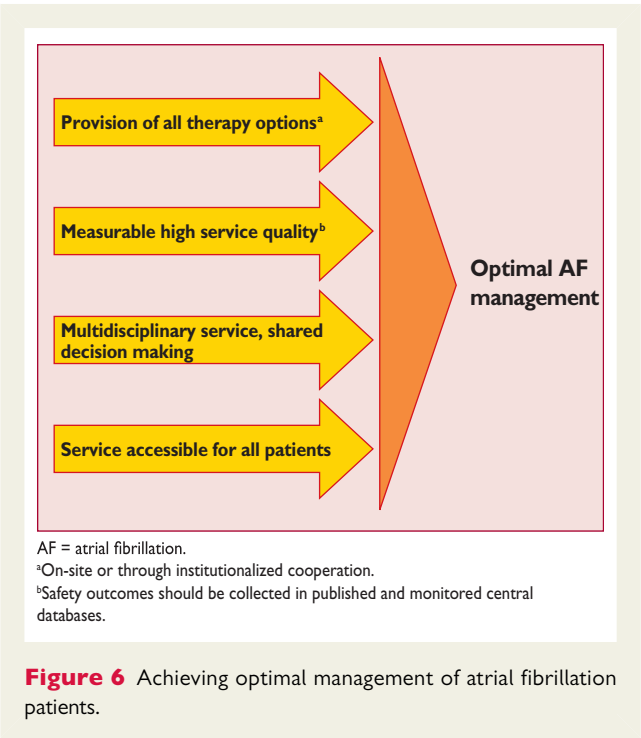 Provision of all therapy optionsᵃ
Measurable high service qualityᵇ
Multidisciplinary service, shared
decision making
Service accessible for all patients
Optimal AF
management
AF = atrial fibrillation.
ᵃOn-site or through institutionalized cooperation.
ᵇSafety outcomes should be collected in published and monitored central
databases.
Figure 6 Achieving optimal management of atrial fibrillation
patients.